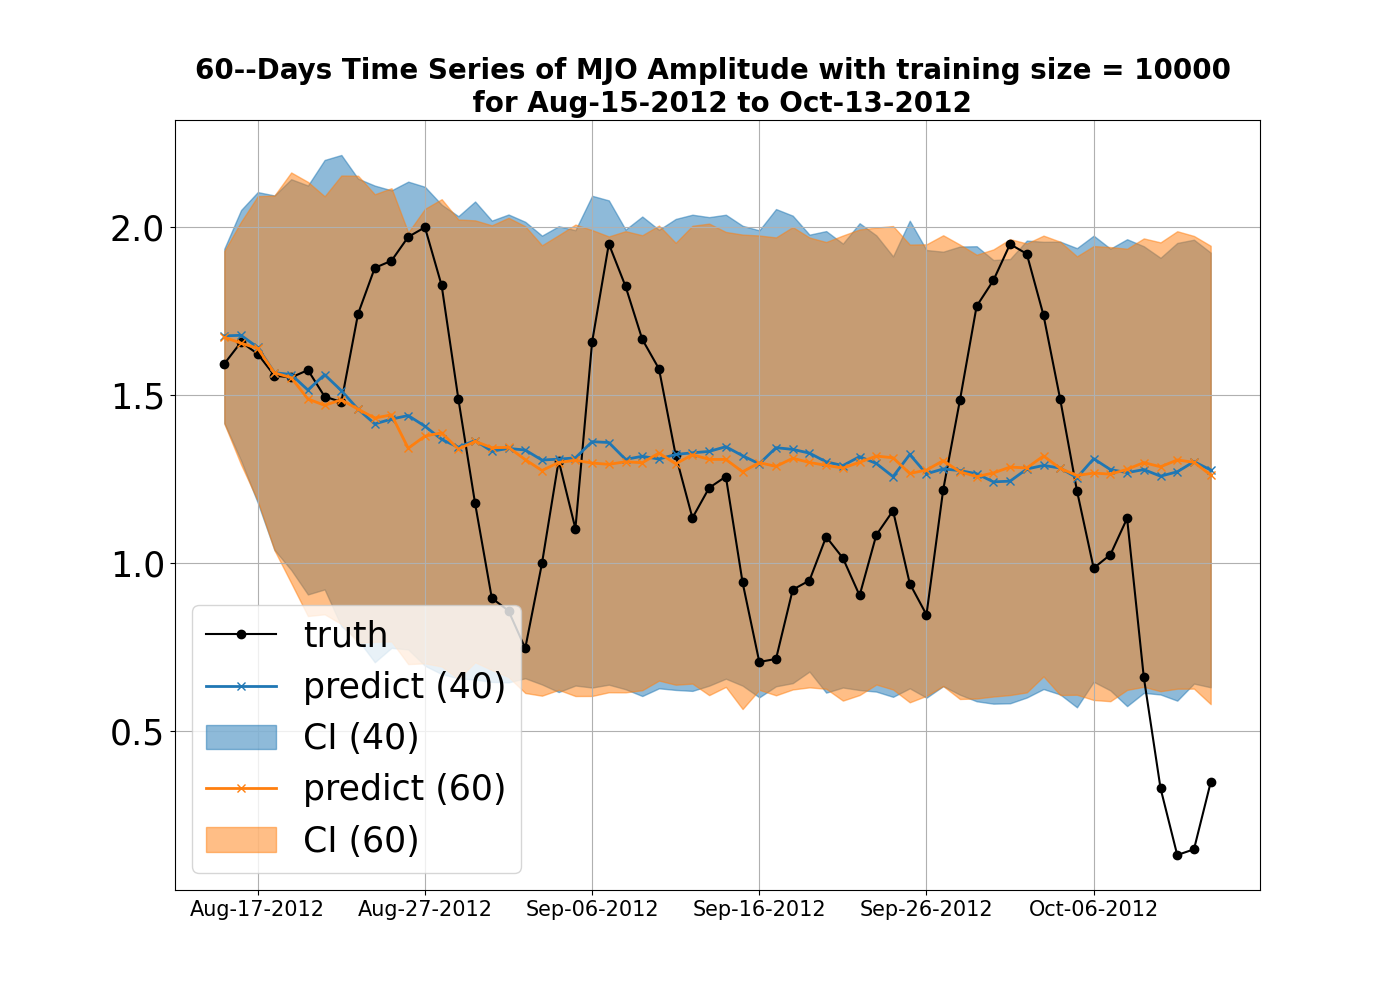 60--Days Time Series of MJO Amplitude with training size = 10000
for Aug-15-2012 to Oct-13-2012
2.0
1.5
1.0
0.5
truth
predict (40)
CI (40)
predict (60)
CI (60)
Aug-17-2012
Aug-27-2012
Sep-06-2012
Sep-16-2012
Sep-26-2012
Oct-06-2012